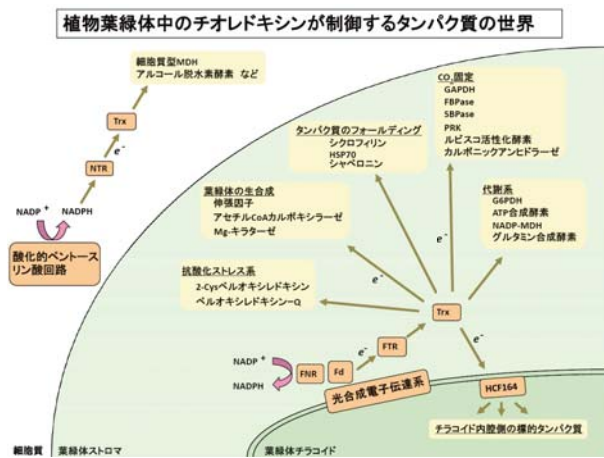 植物葉緑体中のチオレドキシンが制御するタンパク質の世界
細胞質型MDH
アルコール脱水素酵素 など
Trx
e⁻
NTR
NADP⁺
NADPH
酸化的ペントース
リン酸回路
CO₂固定
GAPDH
FBPase
SBPase
PRK
ルビスコ活性化酵素
カルボニックアンヒドラーゼ
タンパク質のフォールディング
シクロフィリン
HSP70
シャペロニン
葉緑体の生合成
伸張因子
アセチルCoAカルボキシラーゼ
Mg-キラターゼ
代謝系
G6PDH
ATP合成酵素
NADP-MDH
グルタミン合成酵素
抗酸化ストレス系
2-Cysペルオキシレドキシン
ペルオキシレドキシン-Q
e⁻
e⁻
Trx
e⁻
e⁻
FTR
NADP⁺
NADPH
FNR
Fd
光合成電子伝達系
HCF164
チラコイド内腔側の標的タンパク質
細胞質
葉緑体ストロマ
葉緑体チラコイド